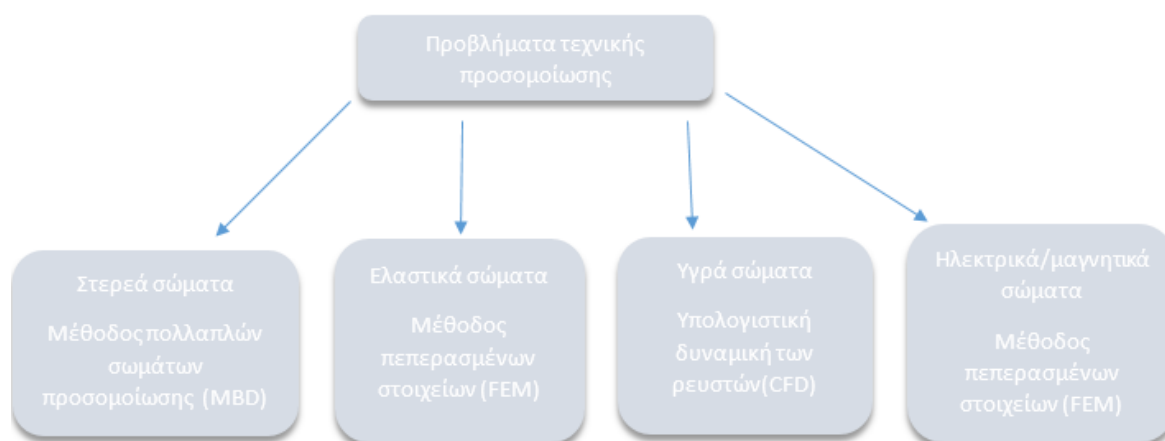 Προβλήματα τεχνικής
προσομοίωσης
Στερεά σώματα
Μέθοδος πολλαπλών
σωμάτων
προσομοίωσης (MBD)
Ελαστικά σώματα
Μέθοδος
πεπερασμένων
στοιχείων (FEM)
Υγρά σώματα
Υπολογιστική
δυναμική των
ρευστών(CFD)
Ηλεκτρικά/μαγνητικά
σώματα
Μέθοδος
πεπερασμένων
στοιχείων (FEM)